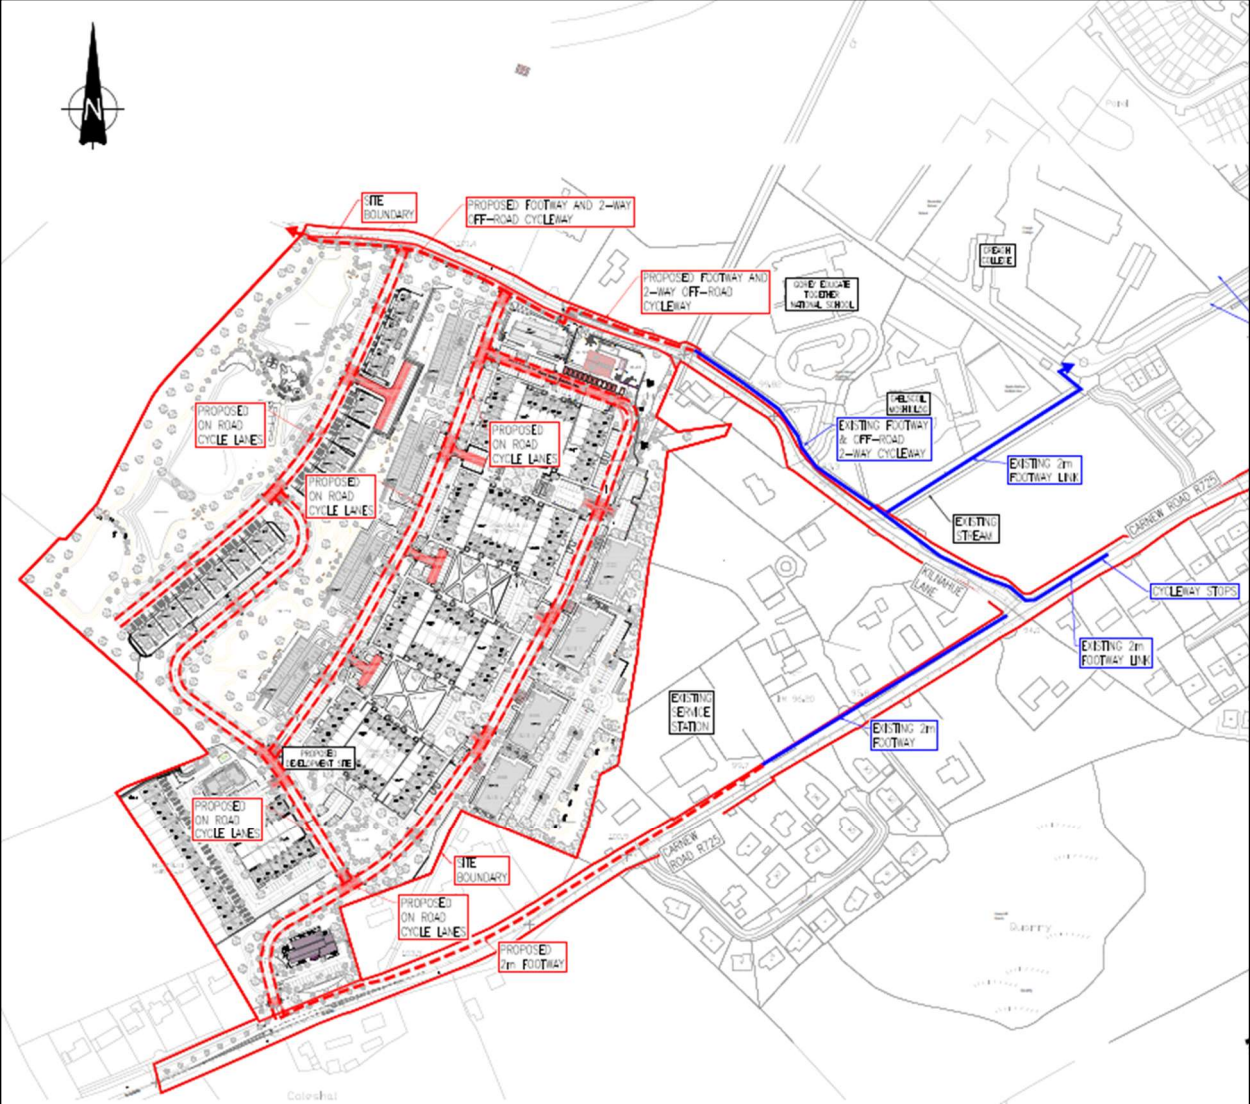 N
SITE
BOUNDARY
PROPOSED FOOTWAY AND 2-WAY
OFF-ROAD CYCLEWAY
PROPOSED FOOTWAY AND
2-WAY OFF-ROAD
CYCLEWAY
GOREY EDUCATE
TOGETHER
NATIONAL SCHOOL
CREAGH
COLLEGE
Pond
PROPOSED
ON ROAD
CYCLE LANES
PROPOSED
ON ROAD
CYCLE LANES
PROPOSED
ON ROAD
CYCLE LANES
GAELSCOIL
EXISTING FOOTWAY
& OFF-ROAD
2-WAY CYCLEWAY
EXISTING 2m
FOOTWAY LINK
EXISTING
STREAM
CARNEW ROAD R725
KILNAHUE
LANE
CYCLEWAY STOPS
EXISTING 2m
FOOTWAY LINK
EXISTING
SERVICE
STATION
EXISTING 2m
FOOTWAY
PROPOSED
DEVELOPMENT SITE
PROPOSED
ON ROAD
CYCLE LANES
CARNEW
ROAD R725
SITE
BOUNDARY
PROPOSED
ON ROAD
CYCLE LANES
PROPOSED
2m FOOTWAY
Quarry